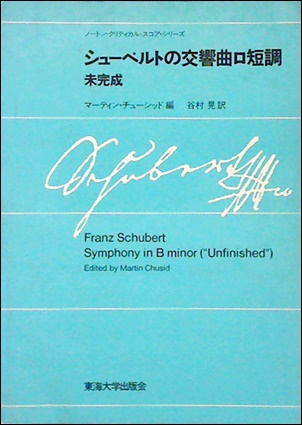 ノートン・クリティカル・スコア・シリーズ
シューベルトの交響曲ロ短調
未完成
マーティン・チューシッド 編　谷村 晃 訳
Schubert
Franz Schubert
Symphony in B minor (“Unfinished”)
Edited by Martin Chusid
東海大学出版会